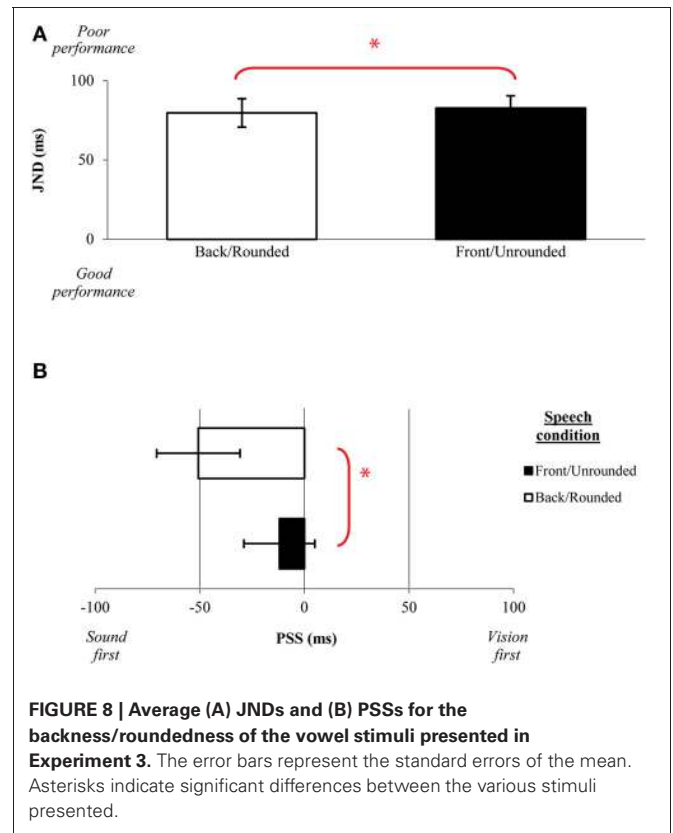 A
Poor
performance
*
100
50
0
JND (ms)
Back/Rounded
Front/Unrounded
Good
performance
B
*
Speech
condition
Front/Unrounded
Back/Rounded
-100
-50
0
50
100
Sound
first
PSS (ms)
Vision
first
FIGURE 8 | Average (A) JNDs and (B) PSSs for the
backness/roundedness of the vowel stimuli presented in
Experiment 3. The error bars represent the standard errors of the mean.
Asterisks indicate significant differences between the various stimuli
presented.